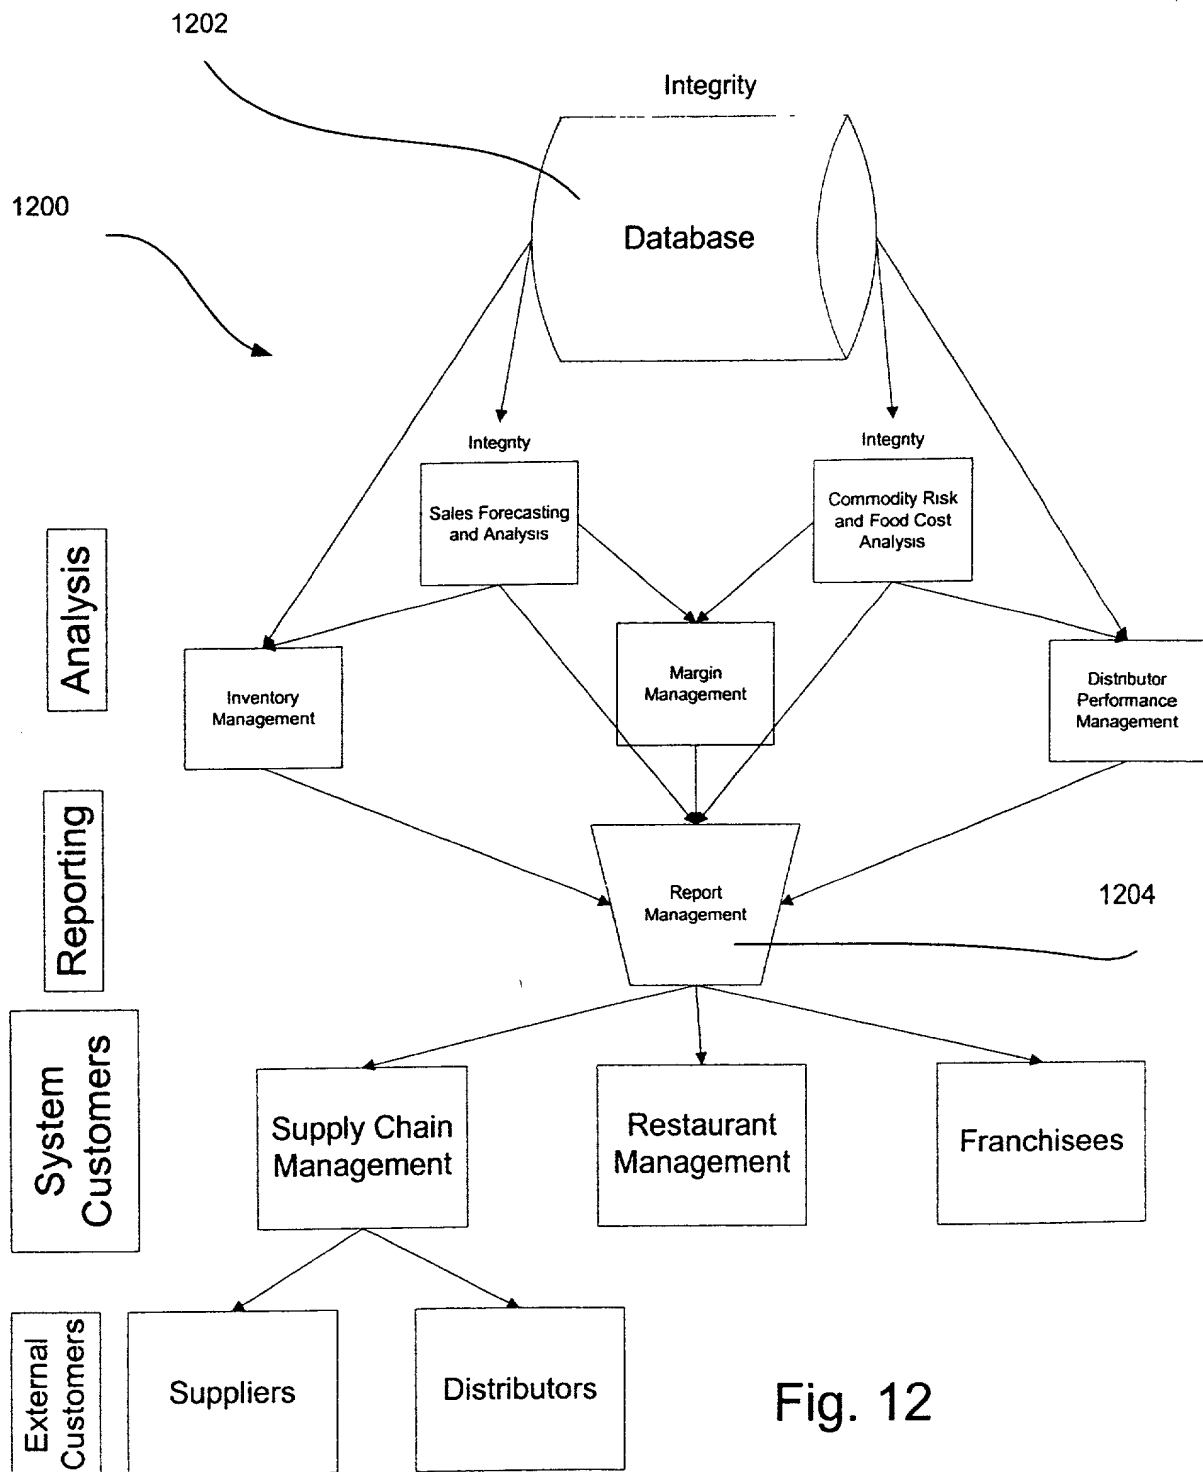 1202
Integrity
1200
Database
Integrity
Integrity
Sales Forecasting
and Analysis
Commodity Risk
and Food Cost
Analysis
Analysis
Inventory
Management
Margin
Management
Distributor
Performance
Management
Reporting
Report
Management
1204
System
Customers
Supply Chain
Management
Restaurant
Management
Franchisees
External
Customers
Suppliers
Distributors
Fig. 12